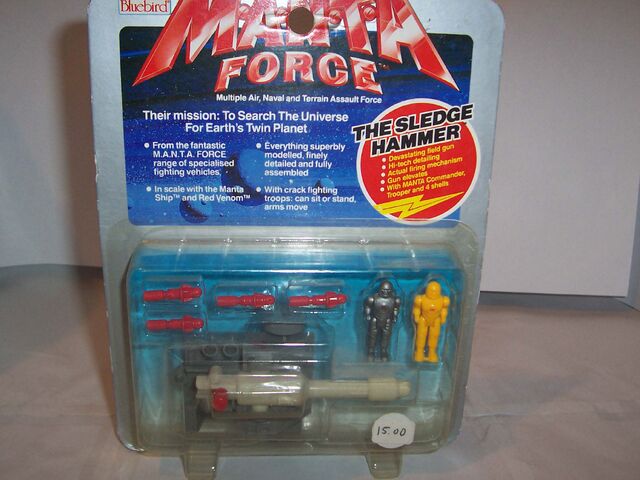 Bluebird
M.A.N.T.A
FORCE™
Multiple Air, Naval and Terrain Assault Force
Their mission: To Search The Universe
For Earth's Twin Planet
• From the fantastic
M.A.N.T.A. FORCE
range of specialised
fighting vehicles
• In scale with the Manta
Ship™ and Red Venom™
• Everything superbly
modelled, finely
detailed and fully
assembled
• With crack fighting
troops: can sit or stand,
arms move
THE SLEDGE
HAMMER
• Devastating field gun
• Hi-tech detailing
• Actual firing mechanism
• Gun elevates
• With MANTA Commander,
Trooper and 4 shells
15.00